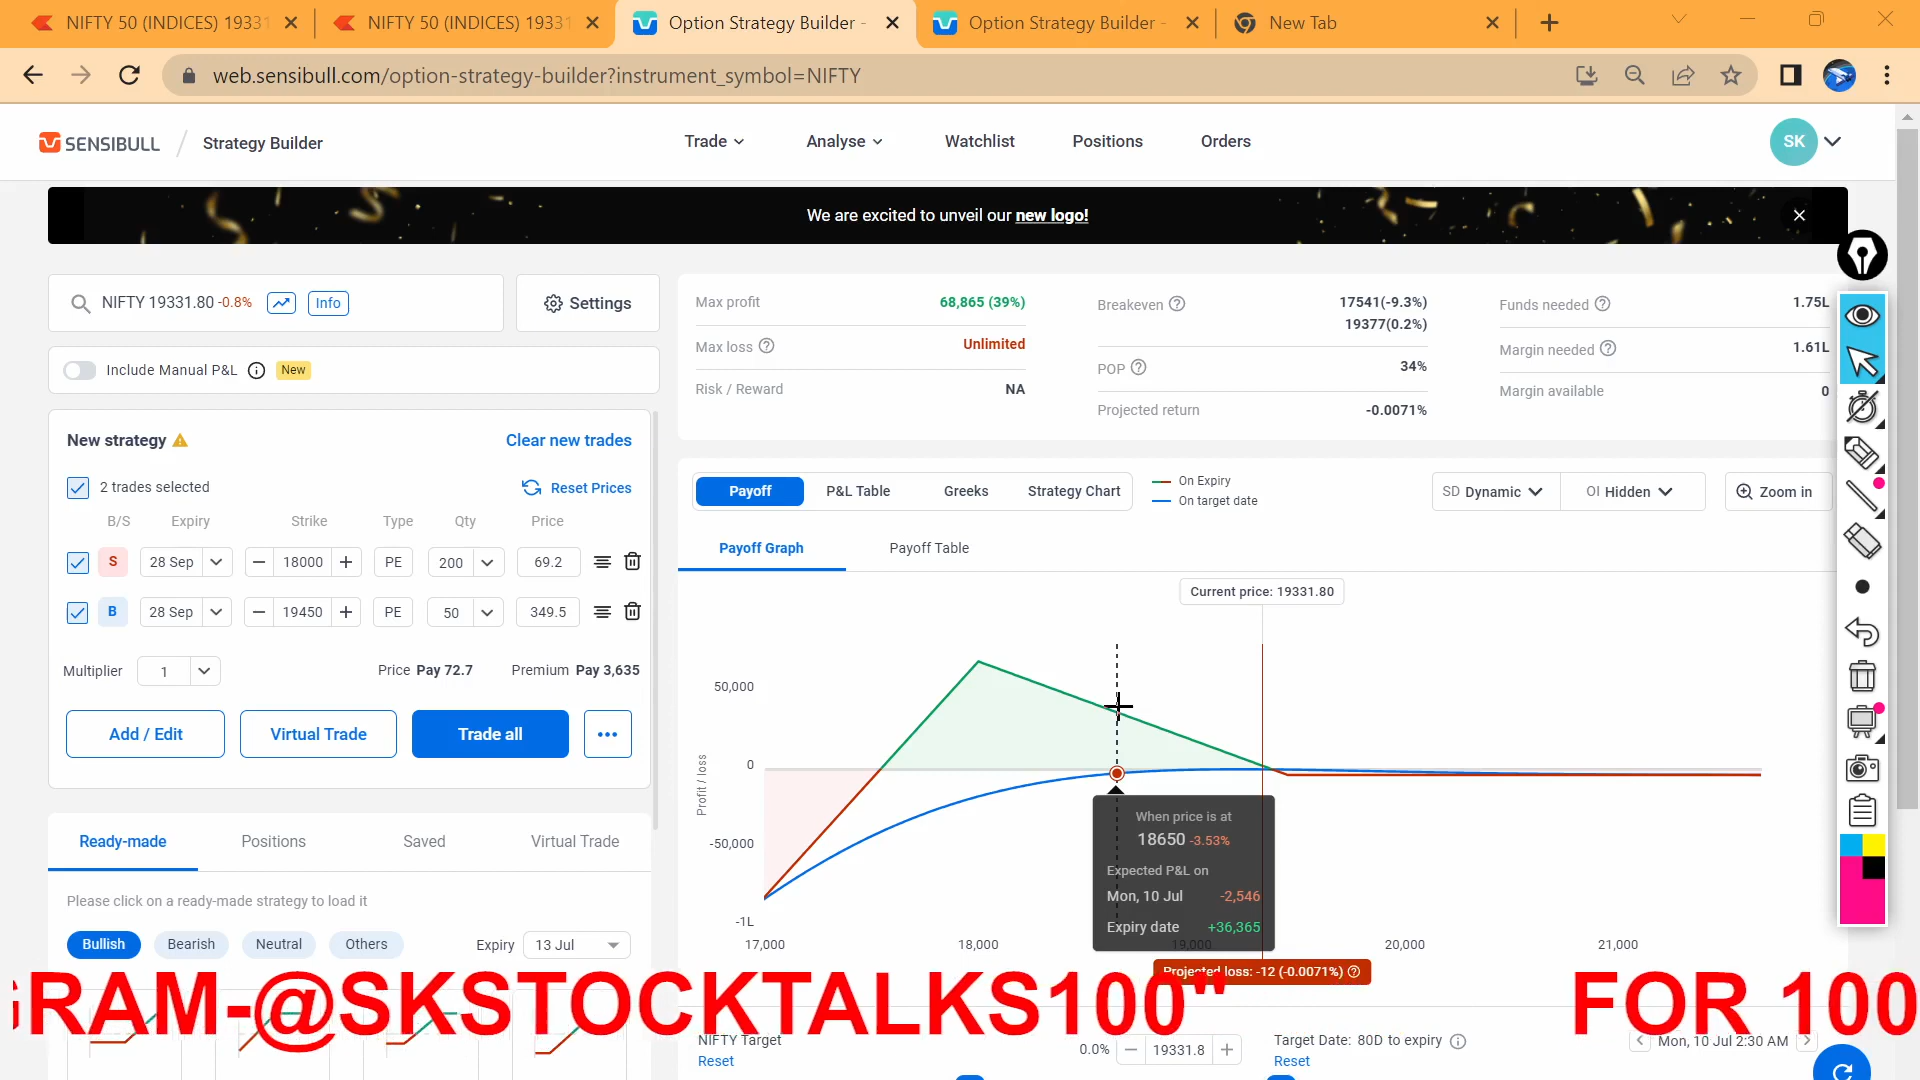 NIFTY 50 (INDICES) 19331
NIFTY 50 (INDICES) 19331
Option Strategy Builder -
Option Strategy Builder -
New Tab
web.sensibull.com/option-strategy-builder?instrument_symbol=NIFTY
SENSIBULL / Strategy Builder
Trade
Analyse
Watchlist
Positions
Orders
SK
We are excited to unveil our new logo!
NIFTY 19331.80 -0.8% Info
Settings
Include Manual P&L New
Max profit 68,865 (39%)
Max loss Unlimited
Risk / Reward NA
Breakeven 17541(-9.3%)
19377(0.2%)
POP 34%
Projected return -0.0071%
Funds needed 1.75L
Margin needed 1.61L
Margin available 0
New strategy Clear new trades
2 trades selected Reset Prices
B/S Expiry Strike Type Qty Price
S 28 Sep − 18000 + PE 200 69.2
B 28 Sep − 19450 + PE 50 349.5
Multiplier 1 Price Pay 72.7 Premium Pay 3,635
Add / Edit Virtual Trade Trade all
Ready-made Positions Saved Virtual Trade
Please click on a ready-made strategy to load it
Bullish Bearish Neutral Others Expiry 13 Jul
Payoff P&L Table Greeks Strategy Chart
On Expiry
On target date
SD Dynamic OI Hidden Zoom in
Payoff Graph Payoff Table
Current price: 19331.80
50,000
0
-50,000
-1L
Profit / loss
17,000 18,000 19,000 20,000 21,000
When price is at
18650 -3.53%
Expected P&L on
Mon, 10 Jul -2,546
Expiry date +36,365
Projected loss: -12 (-0.0071%)
GRAM-@SKSTOCKTALKS100" FOR 100
NIFTY Target 0.0% − 19331.8 +
Reset
Target Date: 80D to expiry Mon, 10 Jul 2:30 AM
Reset